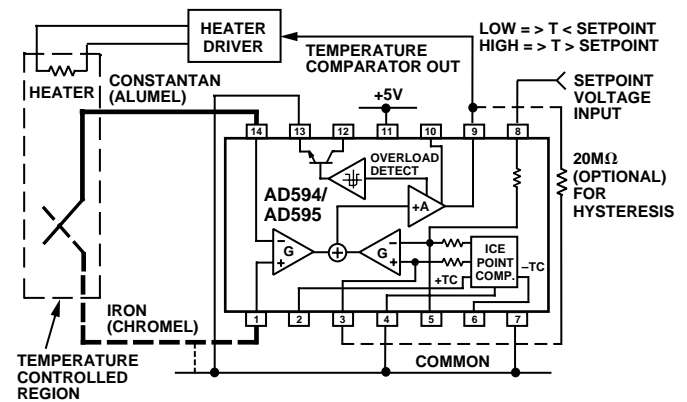 HEATER
DRIVER
LOW = > T < SETPOINT
HIGH = > T > SETPOINT
TEMPERATURE
COMPARATOR OUT
HEATER
CONSTANTAN
(ALUMEL)
+5V
SETPOINT
VOLTAGE
INPUT
14
13
12
11
10
9
8
20MΩ
(OPTIONAL)
FOR
HYSTERESIS
OVERLOAD
DETECT
AD594/
AD595
+A
–
G
+
–
G
+
ICE
POINT
COMP.
–TC
+TC
IRON
(CHROMEL)
1
2
3
4
5
6
7
TEMPERATURE
CONTROLLED
REGION
COMMON